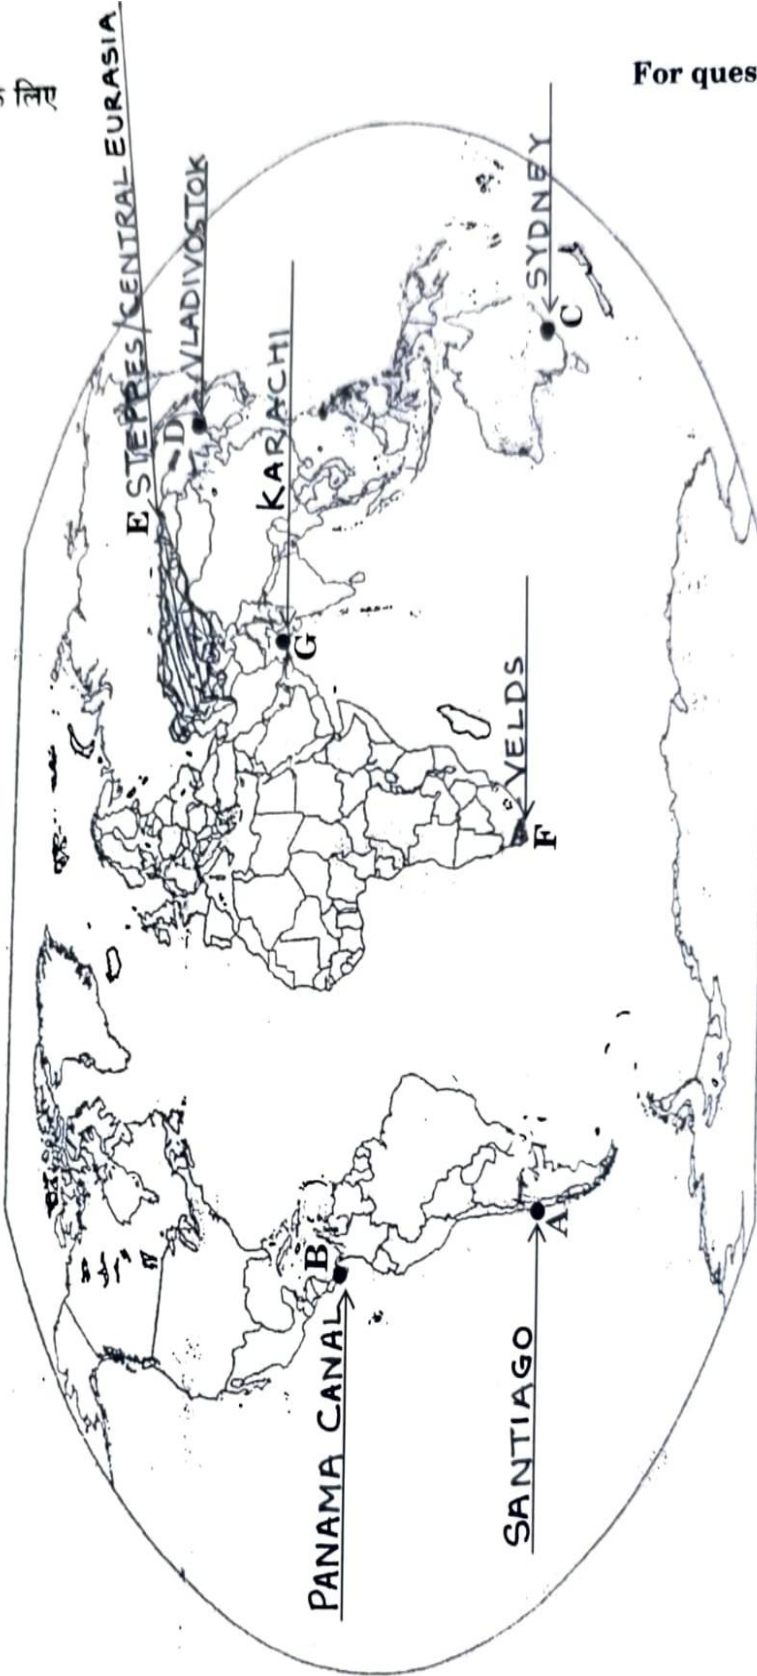 के लिए
For ques
E STEPPES/CENTRAL EURASIA
D VLADIVOSTOK
KARACHI
G
SYDNEY
C
VELDS
F
B
PANAMA CANAL
A
SANTIAGO